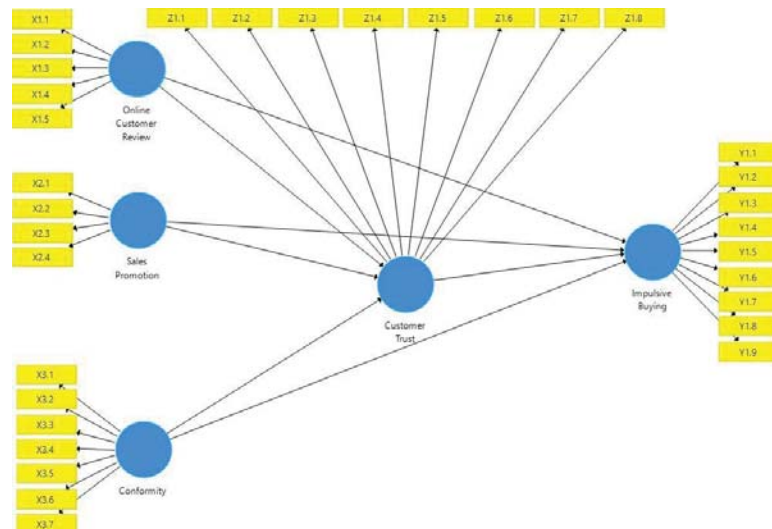 X1.1
X1.2
X1.3
X1.4
X1.5
Online
Customer
Review
Z1.1
Z1.2
Z1.3
Z1.4
Z1.5
Z1.6
Z1.7
Z1.8
X2.1
X2.2
X2.3
X2.4
Sales
Promotion
Customer
Trust
Y1.1
Y1.2
Y1.3
Y1.4
Y1.5
Y1.6
Y1.7
Y1.8
Y1.9
Impulsive
Buying
X3.1
X3.2
X3.3
X3.4
X3.5
X3.6
X3.7
Conformity